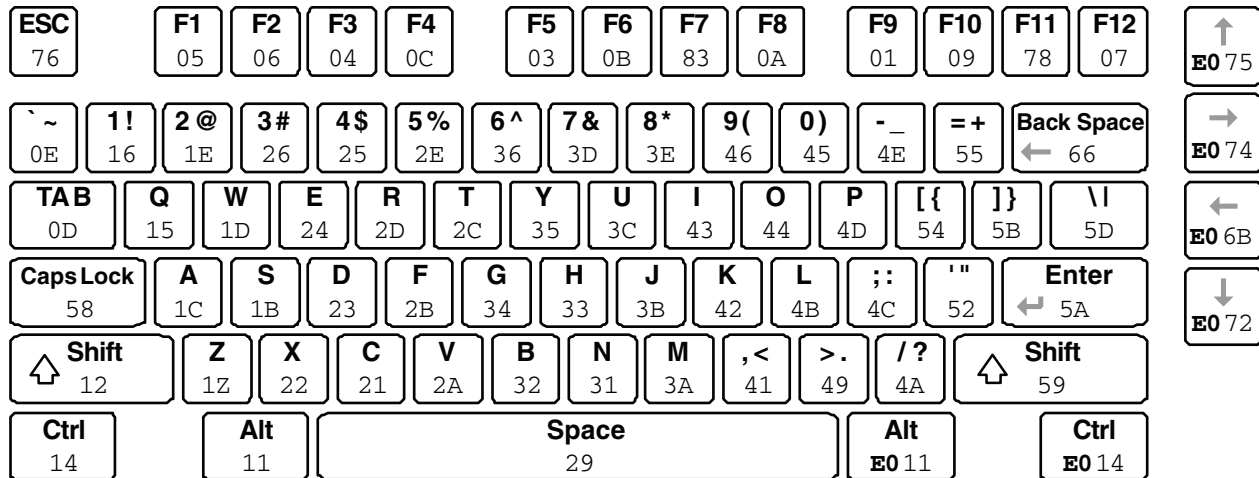 ESC F1 F2 F3 F4 F5 F6 F7 F8 F9 F10 F11 F12 ↑
76 05 06 04 0C 03 0B 83 0A 01 09 78 07 E0 75
` ~ 1! 2@ 3# 4$ 5% 6^ 7& 8* 9( 0) -_ =+ Back Space →
0E 16 1E 26 25 2E 36 3D 3E 46 45 4E 55 ← 66 E0 74
TAB Q W E R T Y U I O P [{ ]} \| ←
0D 15 1D 24 2D 2C 35 3C 43 44 4D 54 5B 5D E0 6B
Caps Lock A S D F G H J K L ;: '" Enter ↓
58 1C 1B 23 2B 34 33 3B 42 4B 4C 52 ↵ 5A E0 72
Shift Z X C V B N M ,< >. /? Shift
12 1Z 22 21 2A 32 31 3A 41 49 4A 59
Ctrl Alt Space Alt Ctrl
14 11 29 E0 11 E0 14